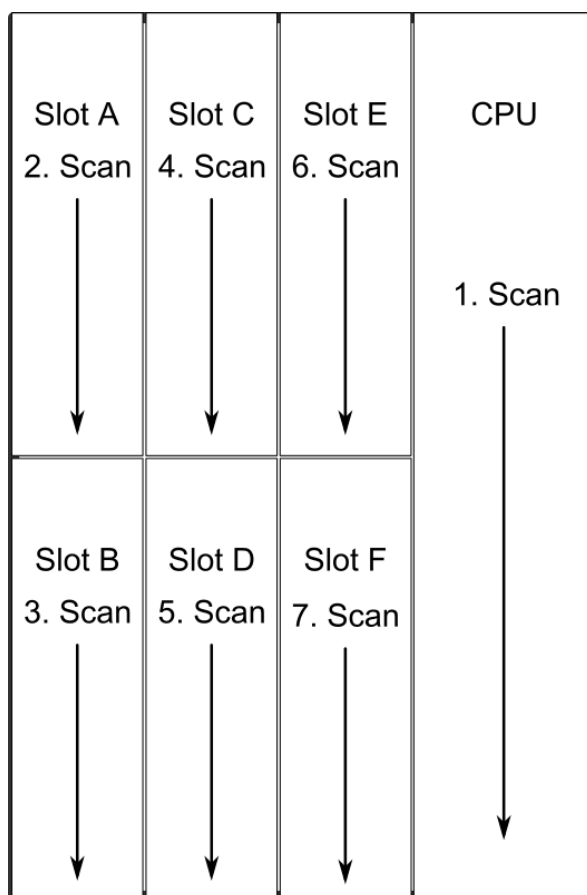 Slot A
2. Scan
Slot C
4. Scan
Slot E
6. Scan
CPU
1. Scan
Slot B
3. Scan
Slot D
5. Scan
Slot F
7. Scan